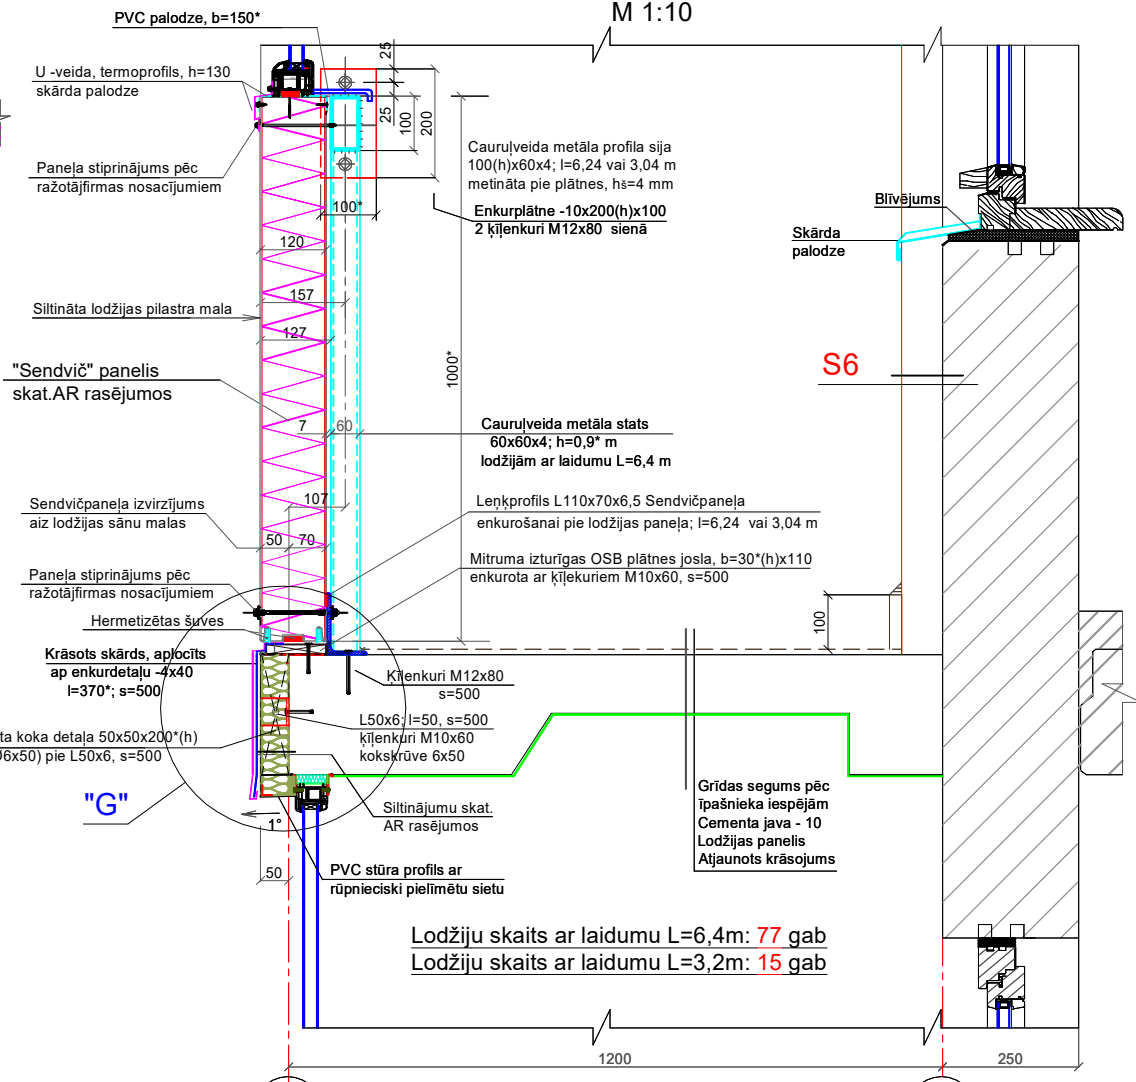 M 1:10
PVC palodze, b=150*
U -veida, termoprofils, h=130
skārda palodze
Paneļa stiprinājums pēc
ražotājfirmas nosacījumiem
25
25
100
200
100*
Cauruļveida metāla profila sija
100(h)x60x4; l=6,24 vai 3,04 m
metināta pie plātnes, hš=4 mm
Enkurplātne -10x200(h)x100
2 ķīļenkuri M12x80 sienā
Blīvējums
Skārda
palodze
120
157
127
Siltināta lodžijas pilastra mala
"Sendvič" panelis
skat.AR rasējumos
1000*
S6
7
60
Cauruļveida metāla stats
60x60x4; h=0,9* m
lodžijām ar laidumu L=6,4 m
107
Sendvičpaneļa izvirzījums
aiz lodžijas sānu malas
50
70
Leņķprofils L110x70x6,5 Sendvičpaneļa
enkurošanai pie lodžijas paneļa; l=6,24 vai 3,04 m
Mitruma izturīgas OSB plātnes josla, b=30*(h)x110
enkurota ar ķīļekuriem M10x60, s=500
Paneļa stiprinājums pēc
ražotājfirmas nosacījumiem
100
Hermetizētas šuves
Krāsots skārds, aplocīts
ap enkurdetaļu -4x40
l=370*; s=500
Ķīļenkuri M12x80
s=500
L50x6; l=50, s=500
ķīļenkuri M10x60
kokskrūve 6x50
ta koka detaļa 50x50x200*(h)
6x50) pie L50x6, s=500
"G"
1°
50
Siltinājumu skat.
AR rasējumos
PVC stūra profils ar
rūpnieciski pielīmētu sietu
Grīdas segums pēc
īpašnieka iespējām
Cementa java - 10
Lodžijas panelis
Atjaunots krāsojums
Lodžiju skaits ar laidumu L=6,4m: 77 gab
Lodžiju skaits ar laidumu L=3,2m: 15 gab
1200
250